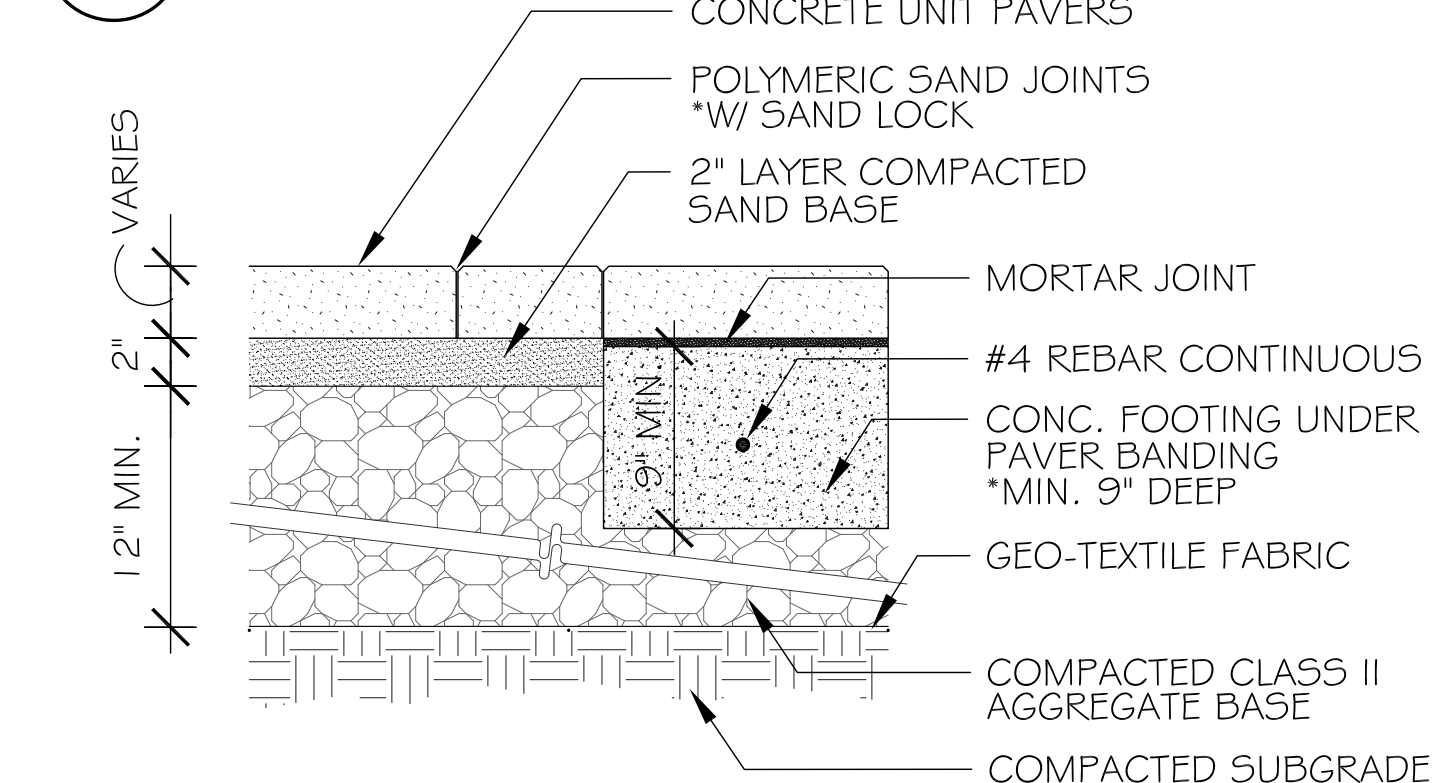 CONCRETE UNIT PAVERS
POLYMERIC SAND JOINTS
*W/ SAND LOCK
2" LAYER COMPACTED
SAND BASE
VARIES
2"
12" MIN.
9" MIN
MORTAR JOINT
#4 REBAR CONTINUOUS
CONC. FOOTING UNDER
PAVER BANDING
*MIN. 9" DEEP
GEO-TEXTILE FABRIC
COMPACTED CLASS II
AGGREGATE BASE
COMPACTED SUBGRADE